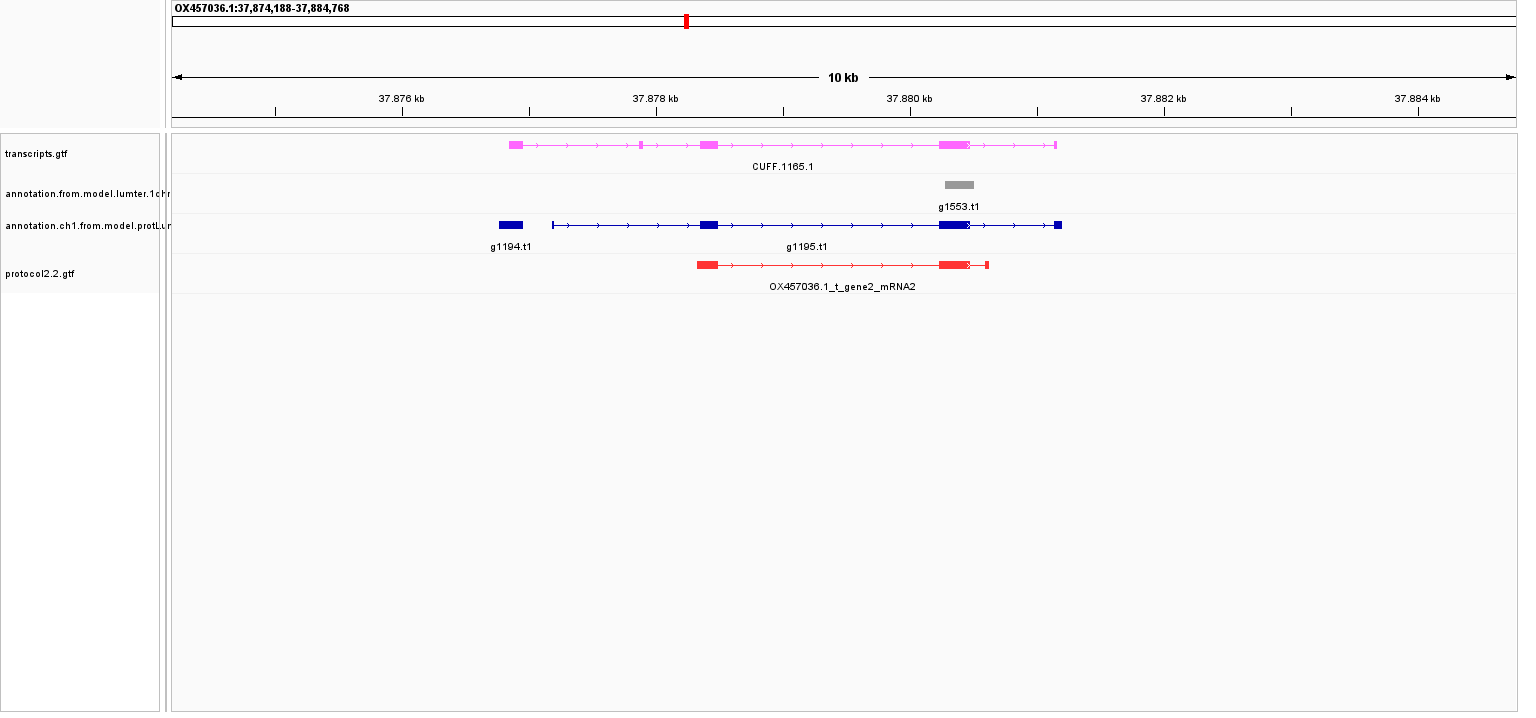 OX457036.1:37,874,188-37,884,768
10 kb
37.876 kb 37.878 kb 37.880 kb 37.882 kb 37.884 kb
transcripts.gtf
CUFF.1165.1
annotation.from.model.lumter.1chr
g1553.t1
annotation.ch1.from.model.protLur
g1194.t1 g1195.t1
protocol2.2.gtf
OX457036.1_t_gene2_mRNA2